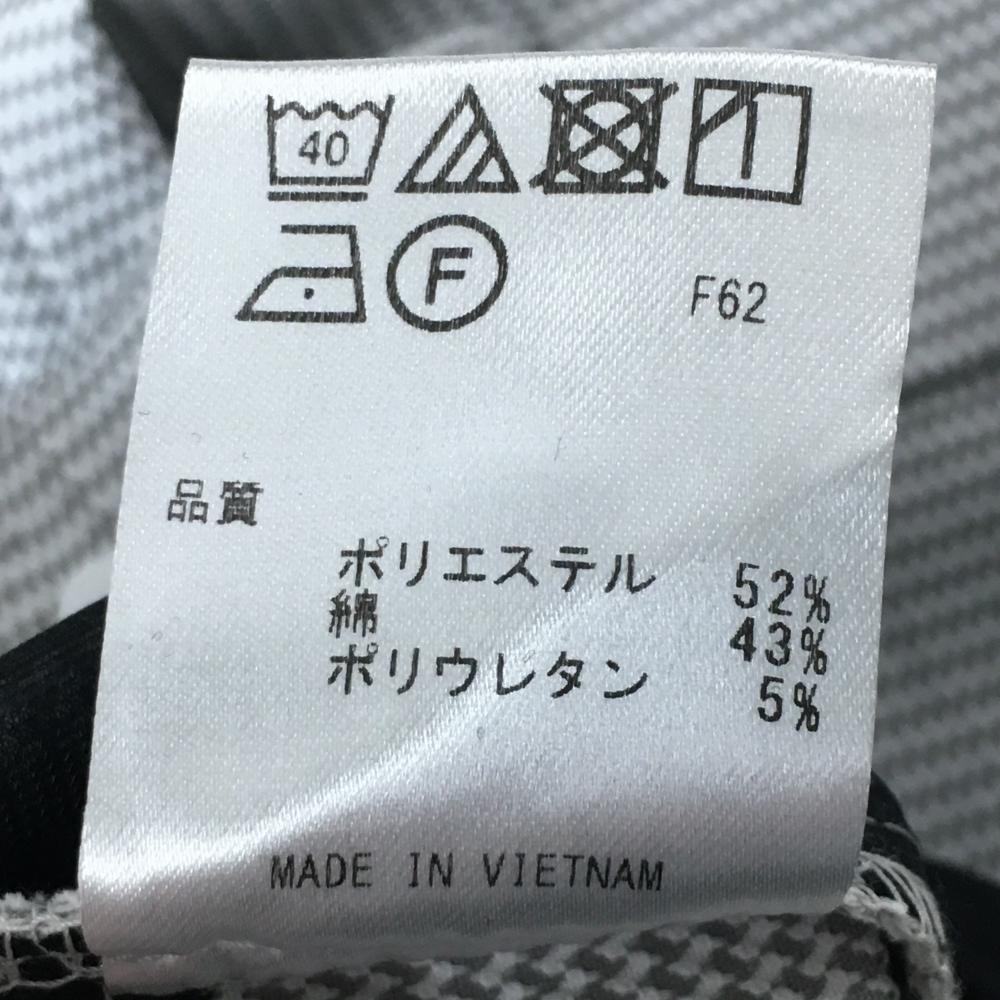 40
F
F62
品質
ポリエステル 52%
綿 43%
ポリウレタン 5%
MADE IN VIETNAM